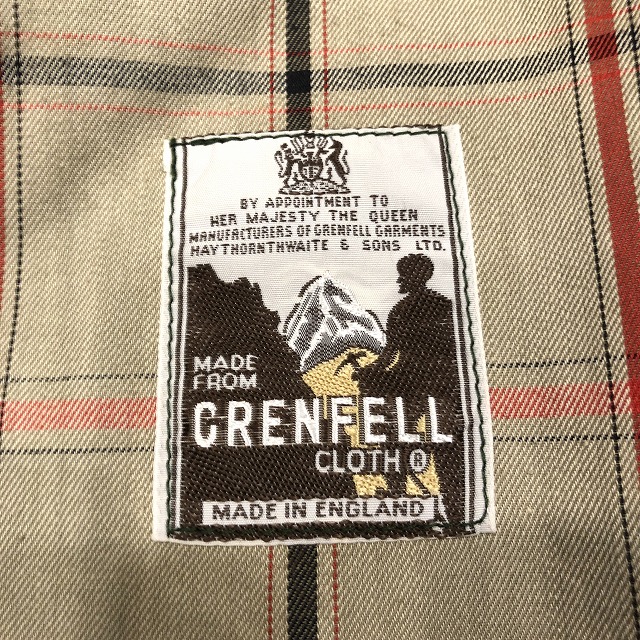 BY APPOINTMENT TO
HER MAJESTY THE QUEEN
MANUFACTURERS OF GRENFELL GARMENTS
HAYTHORNTHWAITE & SONS LTD.
MADE
FROM
GRENFELL
CLOTH ®
MADE IN ENGLAND